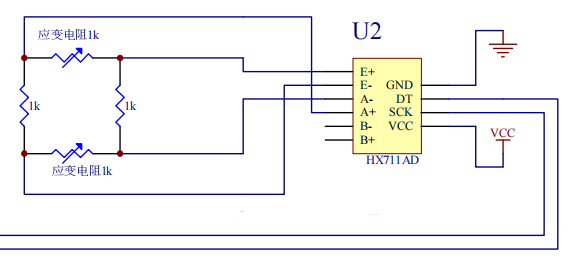 U2
应变电阻1k
1k
1k
应变电阻1k
E+
E-
A-
A+
B-
B+
GND
DT
SCK
VCC
HX711AD
VCC